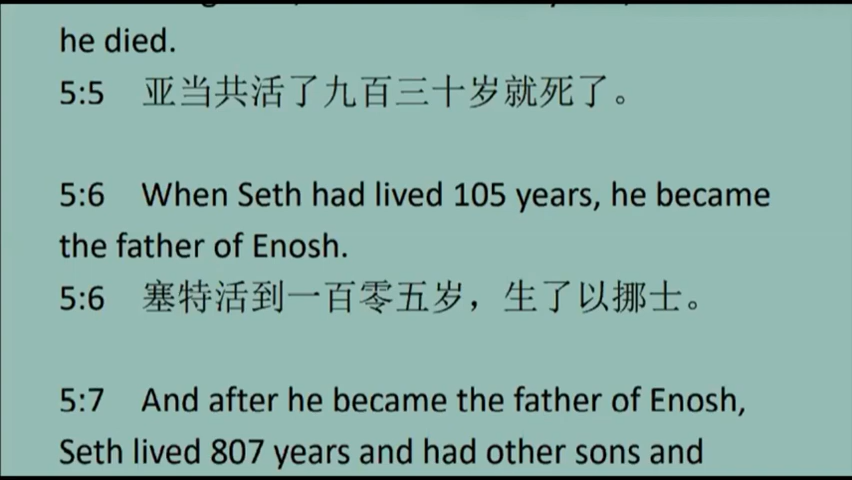 he died.
5:5 亚当共活了九百三十岁就死了。
5:6 When Seth had lived 105 years, he became
the father of Enosh.
5:6 塞特活到一百零五岁，生了以挪士。
5:7 And after he became the father of Enosh,
Seth lived 807 years and had other sons and